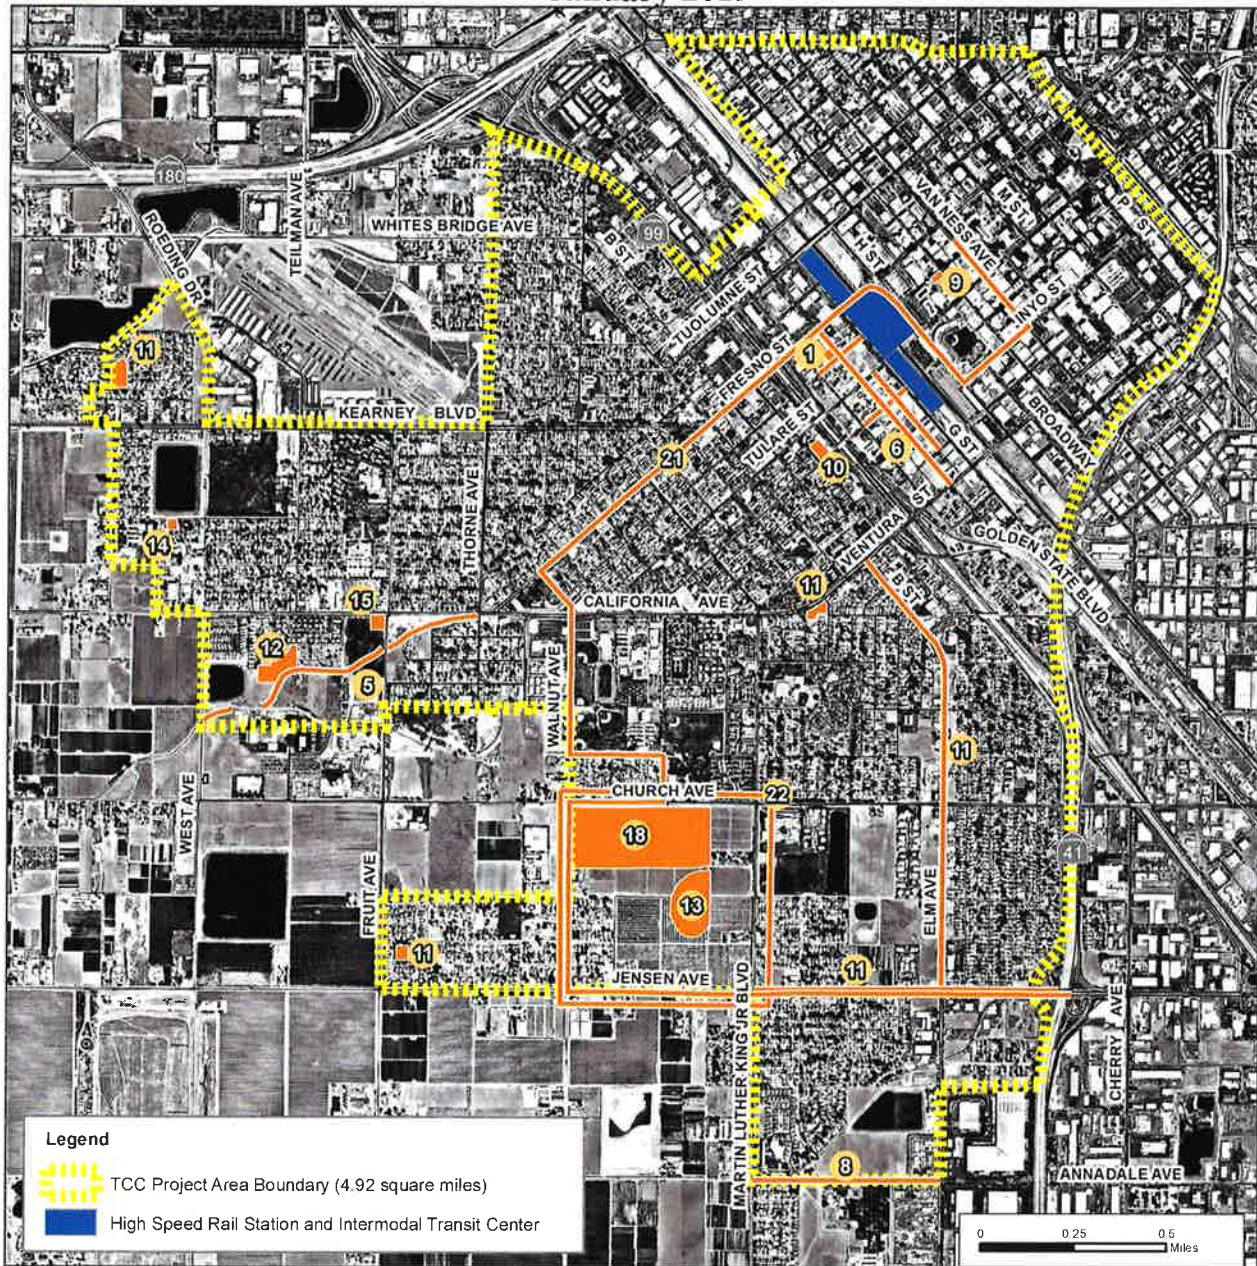 180
ROEDING DR
TEILMAN AVE
WHITES BRIDGE AVE
99
B ST
VAN NESS AVE
M ST.
P ST
H ST
9
INYO ST
TUOLUMNE ST
11
1
FRESNO ST
KEARNEY BLVD
BROADWAY
TULARE ST
G ST
6
21
10
THORNE AVE
VENTURA ST
GOLDEN STATE BLVD
14
11
B ST
15
CALIFORNIA AVE
12
5
WALNUT AVE
11
CHURCH AVE
22
WEST AVE
18
41
FRUIT AVE
13
ELM AVE
11
11
JENSEN AVE
MARTIN LUTHER KING JR BLVD
CHERRY AVE
8
ANNADALE AVE
Legend
TCC Project Area Boundary (4.92 square miles)
High Speed Rail Station and Intermodal Transit Center
0 0.25 0.5
Miles